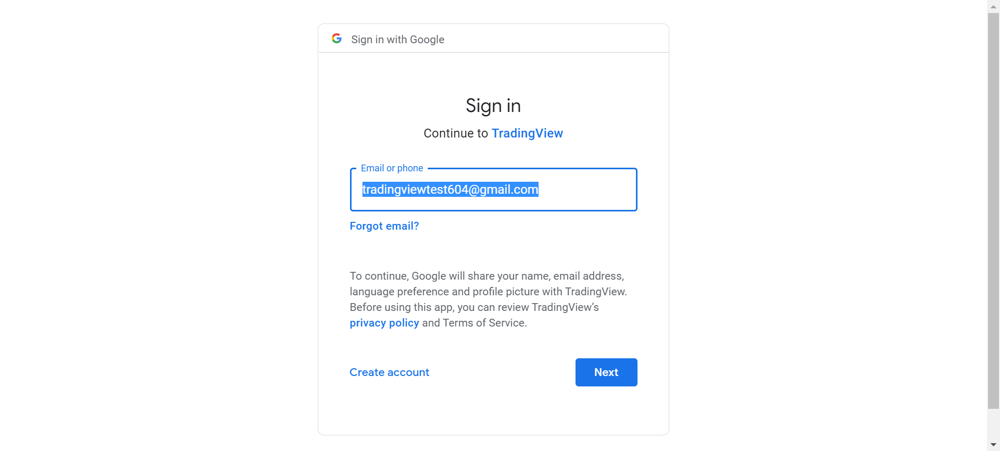 Sign in with Google
Sign in
Continue to TradingView
Email or phone
tradingviewtest604@gmail.com
Forgot email?
To continue, Google will share your name, email address,
language preference and profile picture with TradingView.
Before using this app, you can review TradingView’s
privacy policy and Terms of Service.
Create account
Next